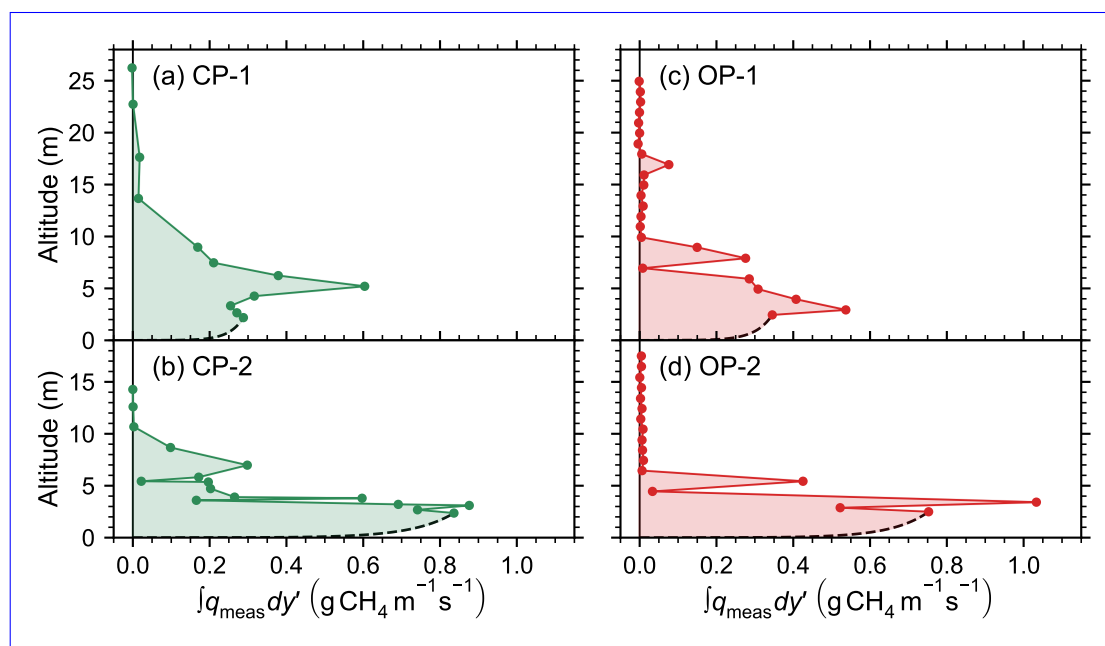 (a) CP-1
(c) OP-1
25
20
15
10
5
0
Altitude (m)
(b) CP-2
(d) OP-2
15
10
5
0
Altitude (m)
0.0 0.2 0.4 0.6 0.8 1.0
0.0 0.2 0.4 0.6 0.8 1.0
∫q_meas dy′ (g CH₄ m⁻¹ s⁻¹)
∫q_meas dy′ (g CH₄ m⁻¹ s⁻¹)